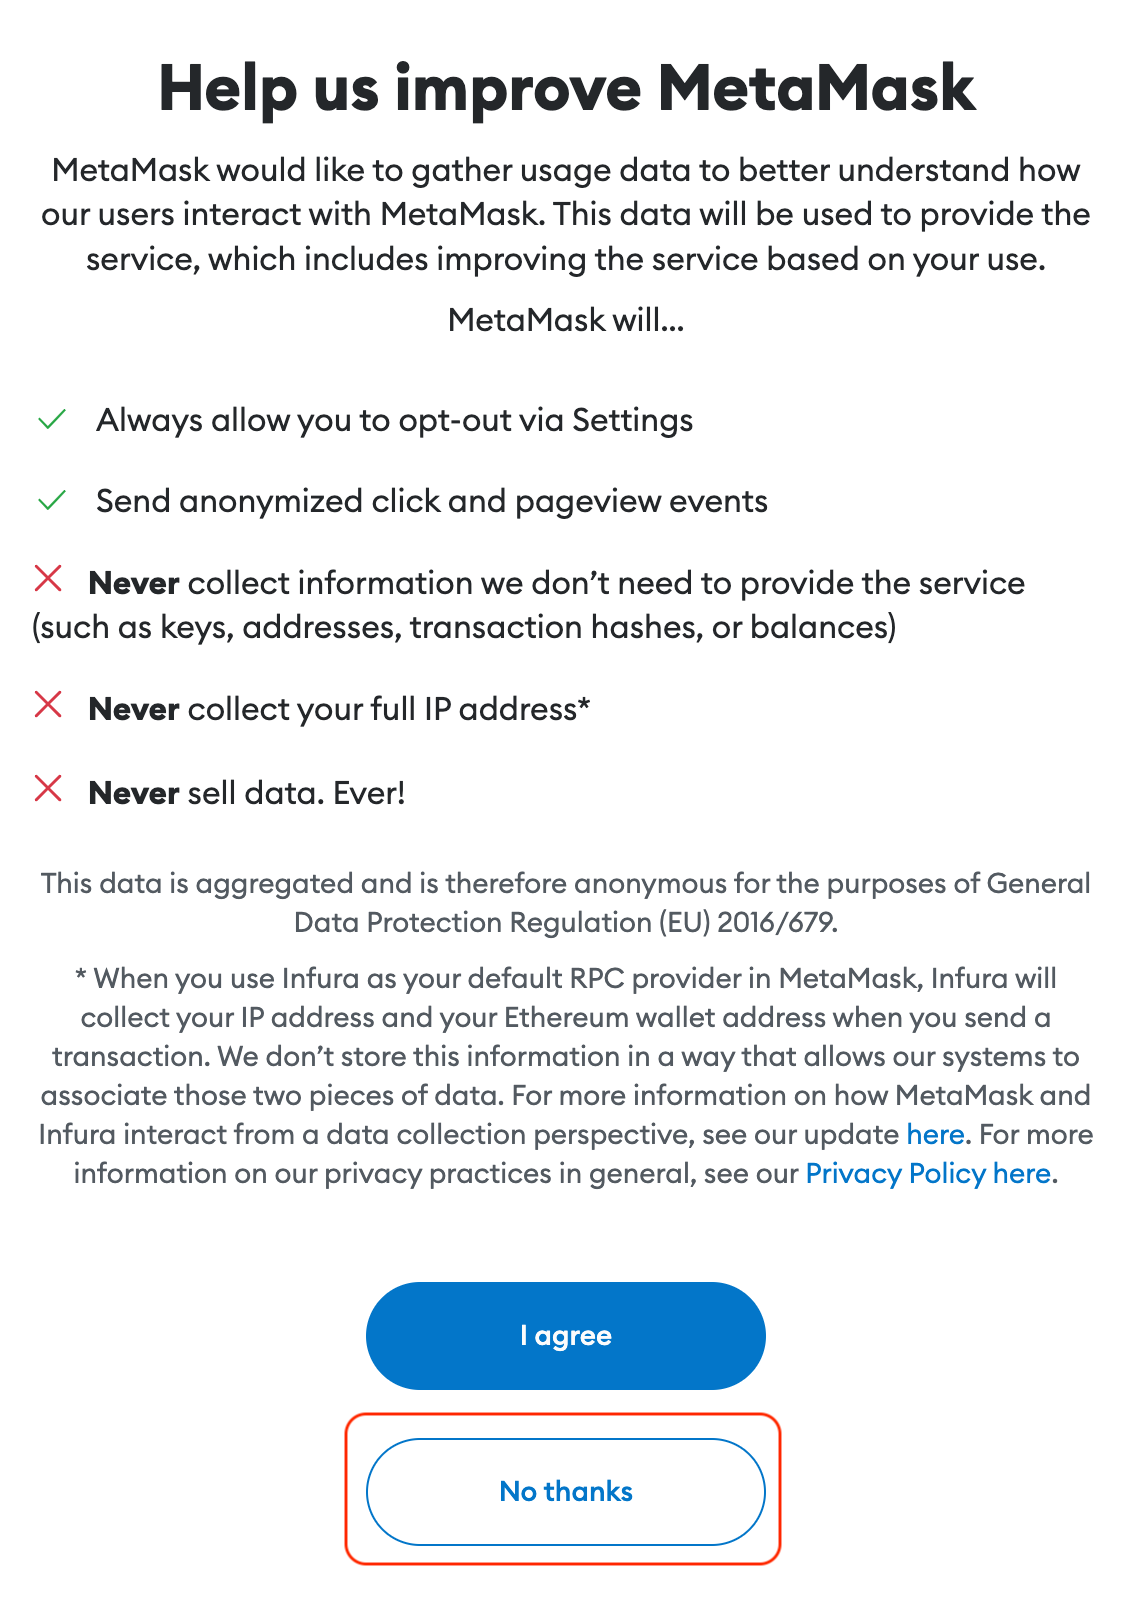 Help us improve MetaMask
MetaMask would like to gather usage data to better understand how
our users interact with MetaMask. This data will be used to provide the
service, which includes improving the service based on your use.
MetaMask will...
Always allow you to opt-out via Settings
Send anonymized click and pageview events
Never collect information we don’t need to provide the service
(such as keys, addresses, transaction hashes, or balances)
Never collect your full IP address*
Never sell data. Ever!
This data is aggregated and is therefore anonymous for the purposes of General
Data Protection Regulation (EU) 2016/679.
* When you use Infura as your default RPC provider in MetaMask, Infura will
collect your IP address and your Ethereum wallet address when you send a
transaction. We don’t store this information in a way that allows our systems to
associate those two pieces of data. For more information on how MetaMask and
Infura interact from a data collection perspective, see our update here. For more
information on our privacy practices in general, see our Privacy Policy here.
I agree
No thanks